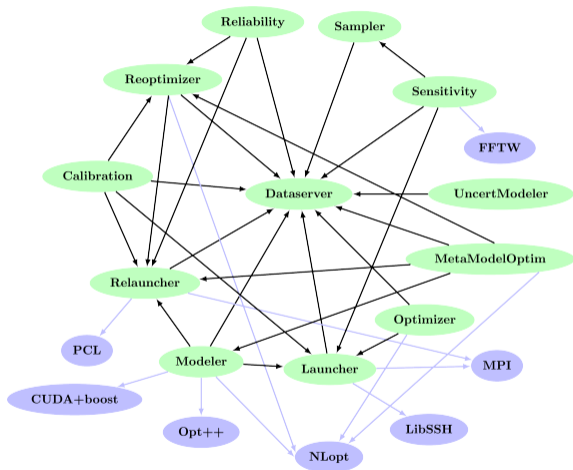 Reliability
Sampler
Reoptimizer
Sensitivity
FFTW
Calibration
Dataserver
UncertModeler
MetaModelOptim
Relauncher
Optimizer
PCL
Modeler
Launcher
MPI
CUDA+boost
Opt++
LibSSH
NLopt